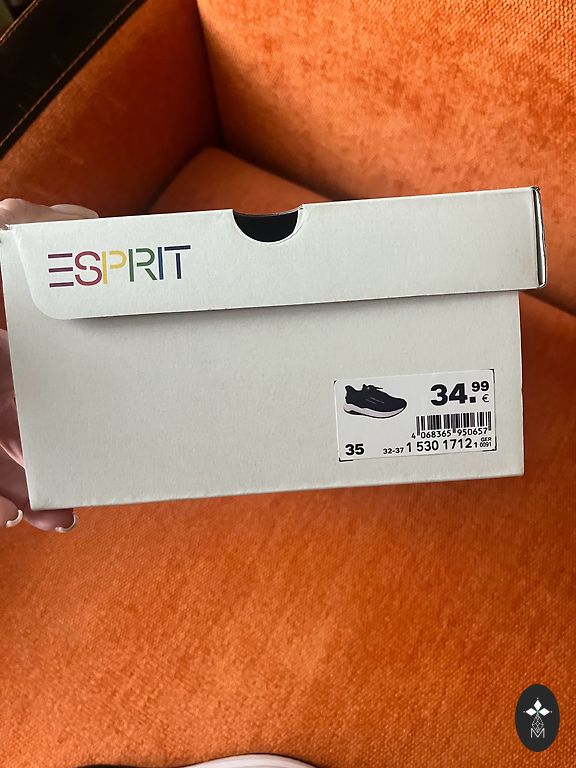 ESPRIT
34.99 €
4 068365 950657
35 32-37 1 530 1712 1 GER 0091
M